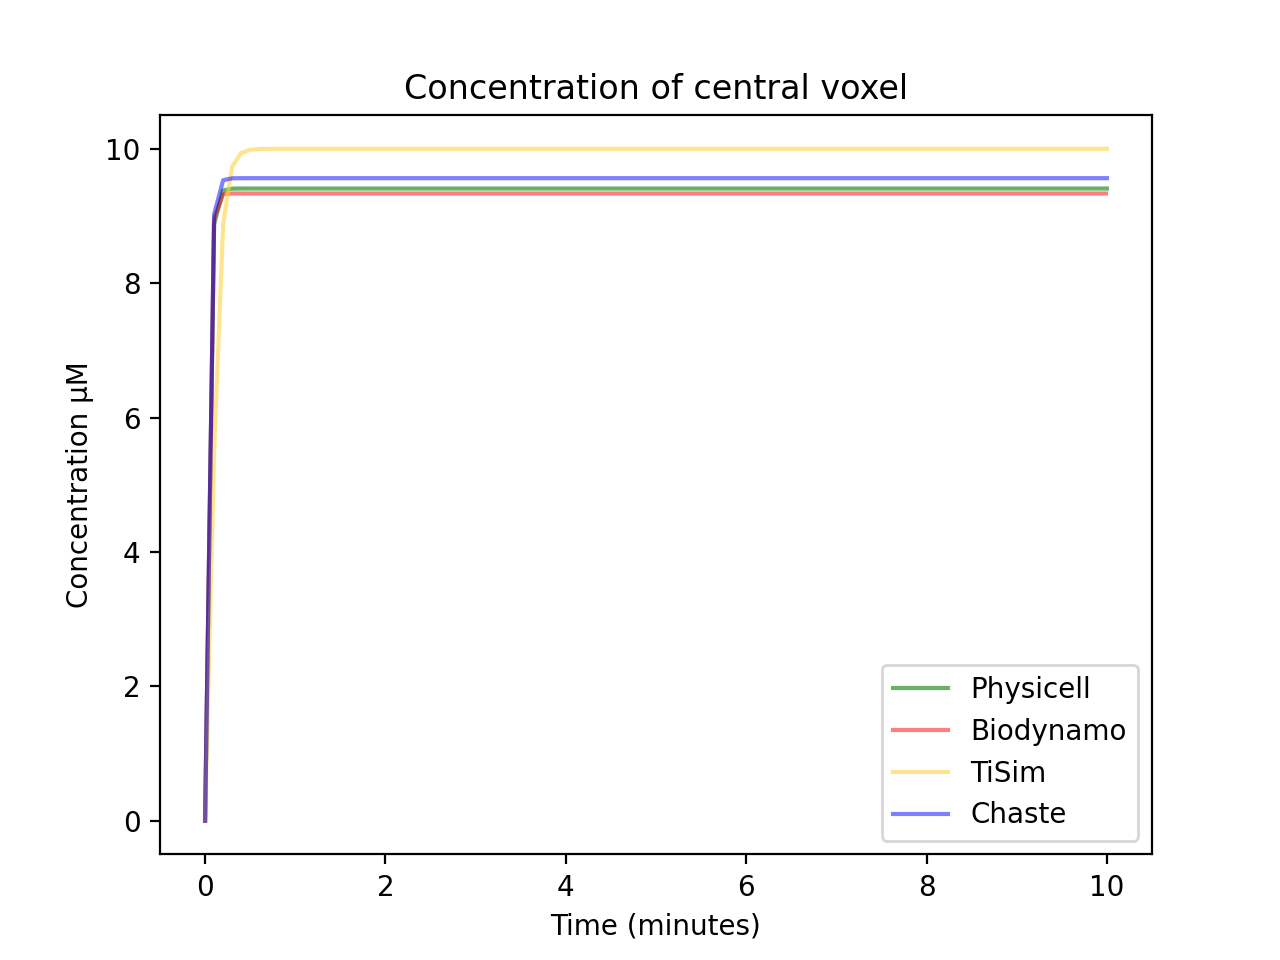 Concentration of central voxel
10
8
6
4
2
0
Concentration µM
0 2 4 6 8 10
Time (minutes)
Physicell
Biodynamo
TiSim
Chaste